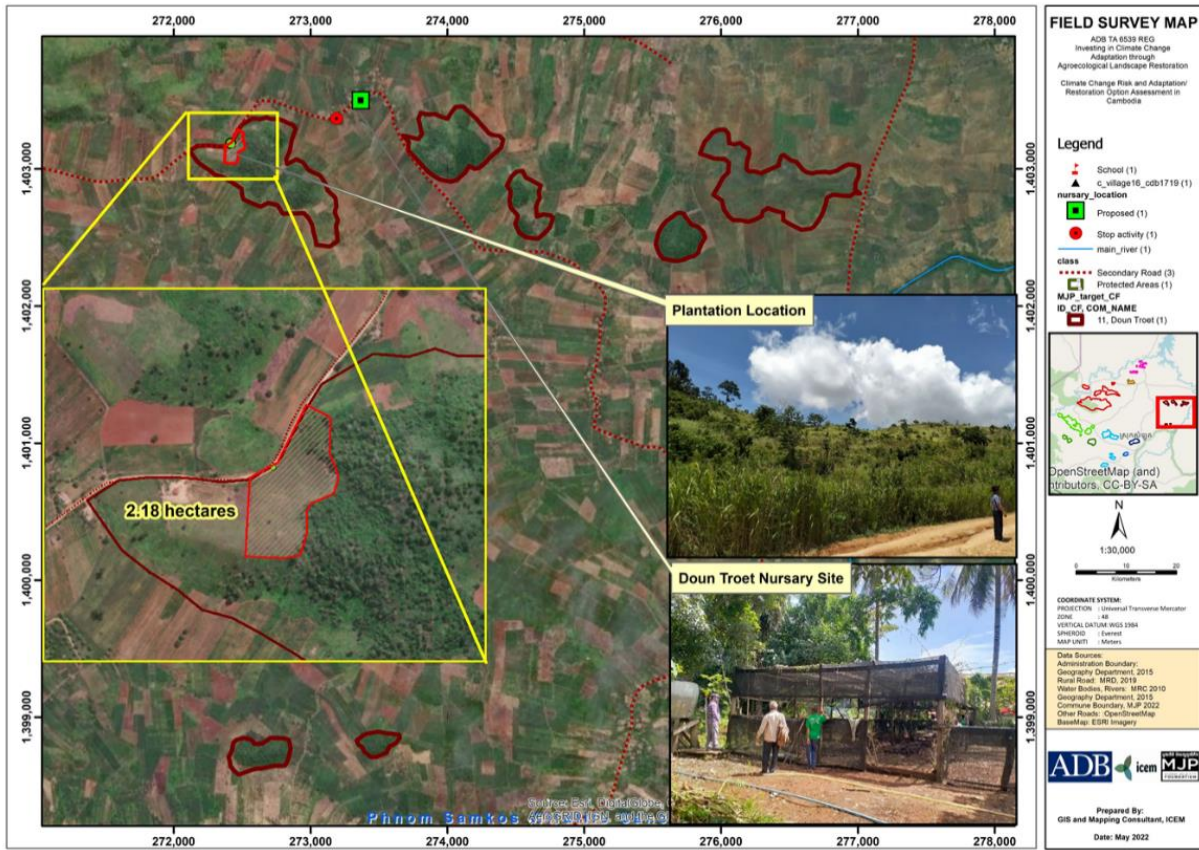 272,000 273,000 274,000 275,000 276,000 277,000 278,000
1,403,000
1,402,000
1,401,000
1,400,000
1,399,000
1,403,000
1,402,000
1,401,000
1,400,000
1,399,000
272,000 273,000 274,000 275,000 276,000 277,000 278,000
Plantation Location
2.18 hectares
Doun Troet Nursary Site
Source: Esri, DigitalGlobe,
Phnom Samkos
FIELD SURVEY MAP
ADB TA 6539 REG
Investing in Climate Change
Adaptation through
Agroecological Landscape Restoration
Climate Change Risk and Adaptation/
Restoration Option Assessment in
Cambodia
Legend
School (1)
c_village16_cdb1719 (1)
nursary_location
Proposed (1)
Stop activity (1)
main_river (1)
class
Secondary Road (3)
Protected Areas (1)
MJP_target_CF
ID_CF, COM_NAME
11, Doun Troet (1)
OpenStreetMap (and)
ntributors, CC-BY-SA
N
1:30,000
0 10 20
Kilometers
COORDINATE SYSTEM:
PROJECTION : Universal Transverse Mercator
ZONE : 48
VERTICAL DATUM: WGS 1984
SPHEROID : Everest
MAP UNITI : Meters
Data Sources:
Administration Boundary:
Geography Department, 2015
Rural Road: MRD, 2019
Water Bodies, Rivers: MRC 2010
Geography Department, 2015
Commune Boundary, MJP 2022
Other Roads: OpenStreetMap
BaseMap: ESRI Imagery
ADB icem MJP
FOUNDATION
Prepared By:
GIS and Mapping Consultant, ICEM
Date: May 2022